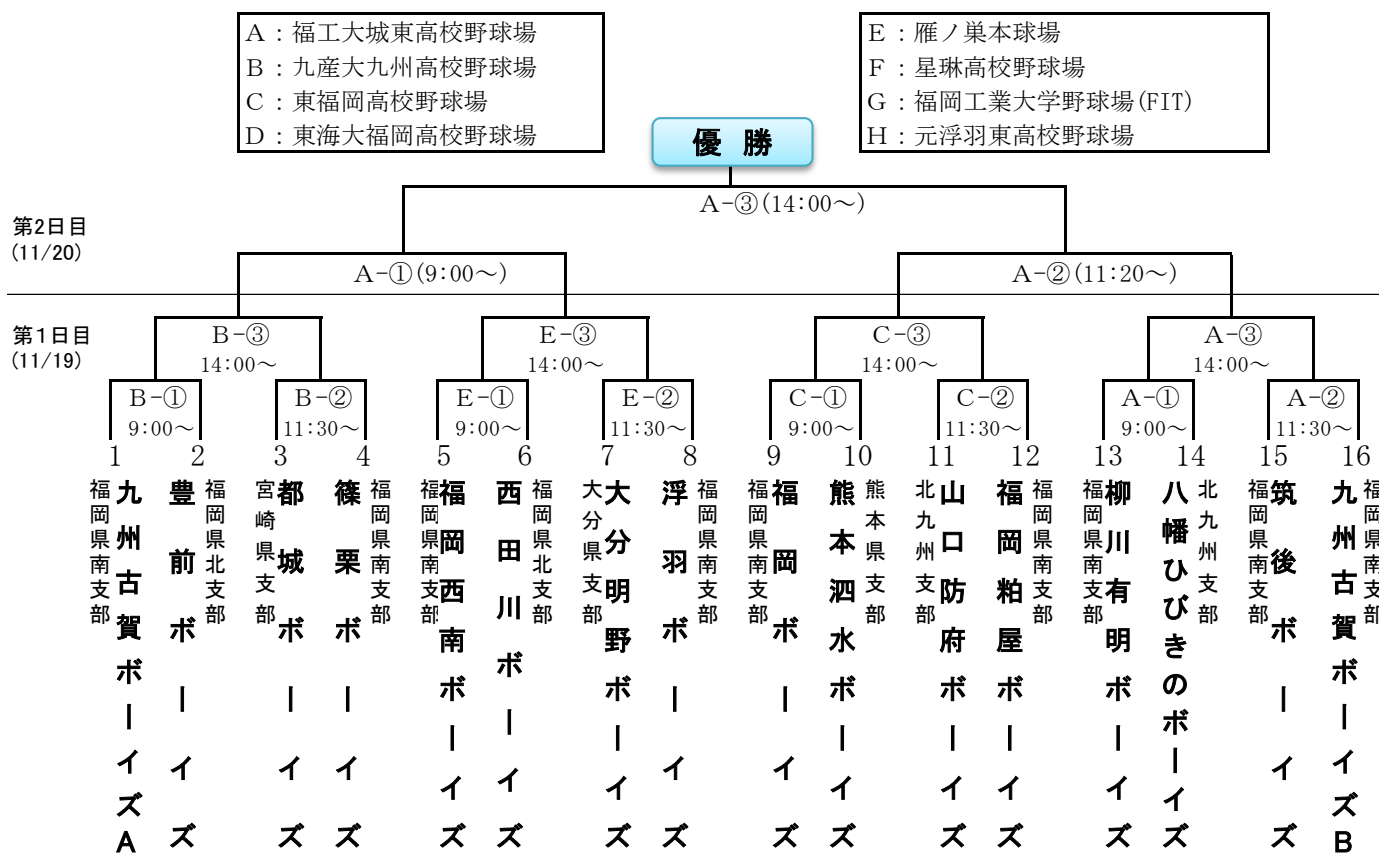 A：福工大城東高校野球場
B：九産大九州高校野球場
C：東福岡高校野球場
D：東海大福岡高校野球場
E：雁ノ巣本球場
F：星琳高校野球場
G：福岡工業大学野球場(FIT)
H：元浮羽東高校野球場
優 勝
A-③(14:00～)
第2日目
(11/20)
A-①(9:00～)
A-②(11:20～)
第1日目
(11/19)
B-③
14:00～
E-③
14:00～
C-③
14:00～
A-③
14:00～
B-①
9:00～
B-②
11:30～
E-①
9:00～
E-②
11:30～
C-①
9:00～
C-②
11:30～
A-①
9:00～
A-②
11:30～
1
九州古賀ボーイズA
福岡県南支部
2
豊前ボーイズ
福岡県北支部
3
都城ボーイズ
宮崎県支部
4
篠栗ボーイズ
福岡県南支部
5
福岡西南ボーイズ
福岡県南支部
6
西田川ボーイズ
福岡県北支部
7
大分明野ボーイズ
大分県支部
8
浮羽ボーイズ
福岡県南支部
9
福岡ボーイズ
福岡県南支部
10
熊本泗水ボーイズ
熊本県支部
11
山口防府ボーイズ
北九州支部
12
福岡粕屋ボーイズ
福岡県南支部
13
柳川有明ボーイズ
福岡県南支部
14
八幡ひびきのボーイズ
北九州支部
15
筑後ボーイズ
福岡県南支部
16
九州古賀ボーイズB
福岡県南支部